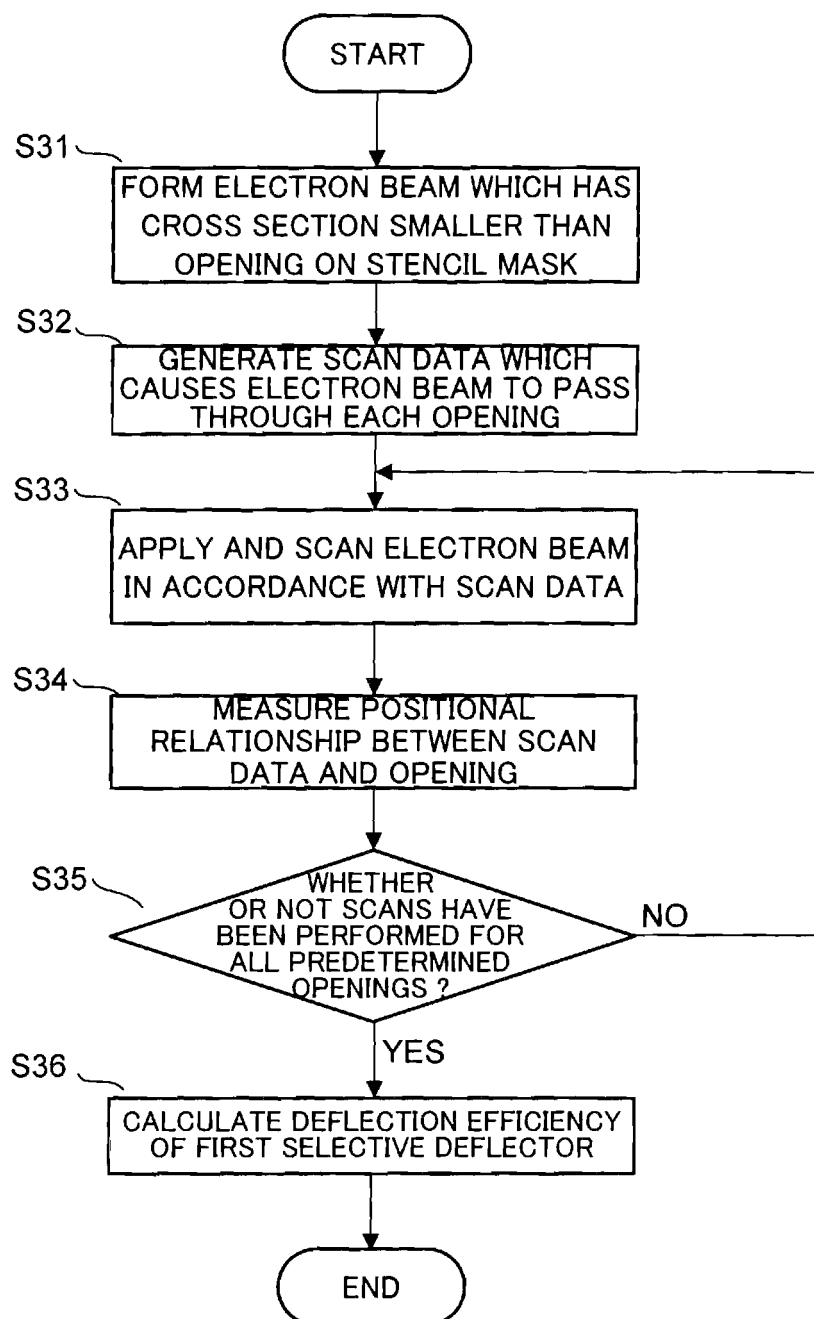 START
S31
FORM ELECTRON BEAM WHICH HAS
CROSS SECTION SMALLER THAN
OPENING ON STENCIL MASK
S32
GENERATE SCAN DATA WHICH
CAUSES ELECTRON BEAM TO PASS
THROUGH EACH OPENING
S33
APPLY AND SCAN ELECTRON BEAM
IN ACCORDANCE WITH SCAN DATA
S34
MEASURE POSITIONAL
RELATIONSHIP BETWEEN SCAN
DATA AND OPENING
S35
WHETHER
OR NOT SCANS HAVE
BEEN PERFORMED FOR
ALL PREDETERMINED
OPENINGS ?
NO
YES
S36
CALCULATE DEFLECTION EFFICIENCY
OF FIRST SELECTIVE DEFLECTOR
END